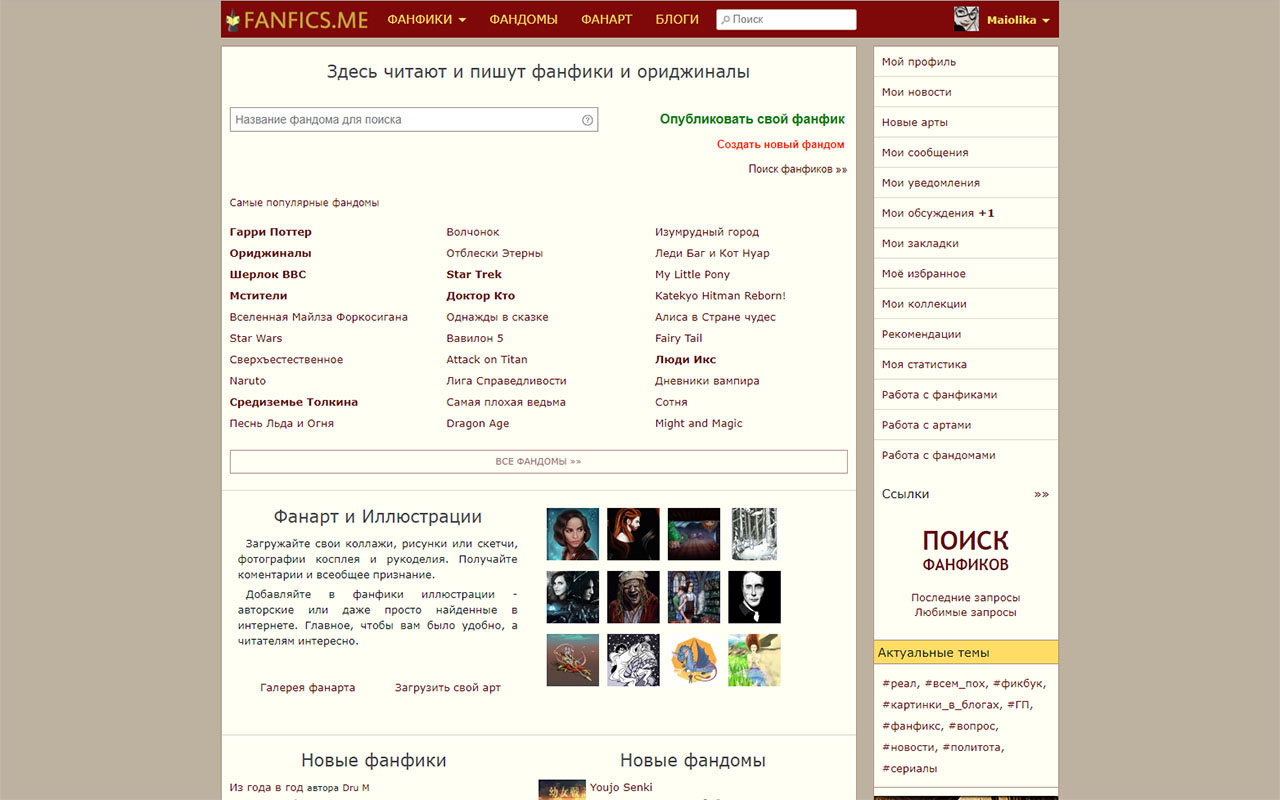 FANFICS.ME ФАНФИКИ ФАНДОМЫ ФАНАРТ БЛОГИ Поиск Maiolika
Здесь читают и пишут фанфики и ориджиналы
Название фандома для поиска
Опубликовать свой фанфик
Создать новый фандом
Поиск фанфиков »»
Самые популярные фандомы
Гарри Поттер Волчонок Изумрудный город
Ориджиналы Отблески Этерны Леди Баг и Кот Нуар
Шерлок BBC Star Trek My Little Pony
Мстители Доктор Кто Katekyo Hitman Reborn!
Вселенная Майлза Форкосигана Однажды в сказке Алиса в Стране чудес
Star Wars Вавилон 5 Fairy Tail
Сверхъестественное Attack on Titan Люди Икс
Naruto Лига Справедливости Дневники вампира
Средиземье Толкина Самая плохая ведьма Сотня
Песнь Льда и Огня Dragon Age Might and Magic
ВСЕ ФАНДОМЫ »»
Фанарт и Иллюстрации
Загружайте свои коллажи, рисунки или скетчи,
фотографии косплея и рукоделия. Получайте
коментарии и всеобщее признание.
Добавляйте в фанфики иллюстрации -
авторские или даже просто найденные в
интернете. Главное, чтобы вам было удобно, а
читателям интересно.
Галерея фанарта Загрузить свой арт
Новые фанфики
Из года в год автора Dru M
Новые фандомы
Youjo Senki
Мой профиль
Мои новости
Новые арты
Мои сообщения
Мои уведомления
Мои обсуждения +1
Мои закладки
Моё избранное
Мои коллекции
Рекомендации
Моя статистика
Работа с фанфиками
Работа с артами
Работа с фандомами
Ссылки »»
ПОИСК
ФАНФИКОВ
Последние запросы
Любимые запросы
Актуальные темы
#реал, #всем_пох, #фикбук,
#картинки_в_блогах, #ГП,
#фанфикс, #вопрос,
#новости, #политота,
#сериалы